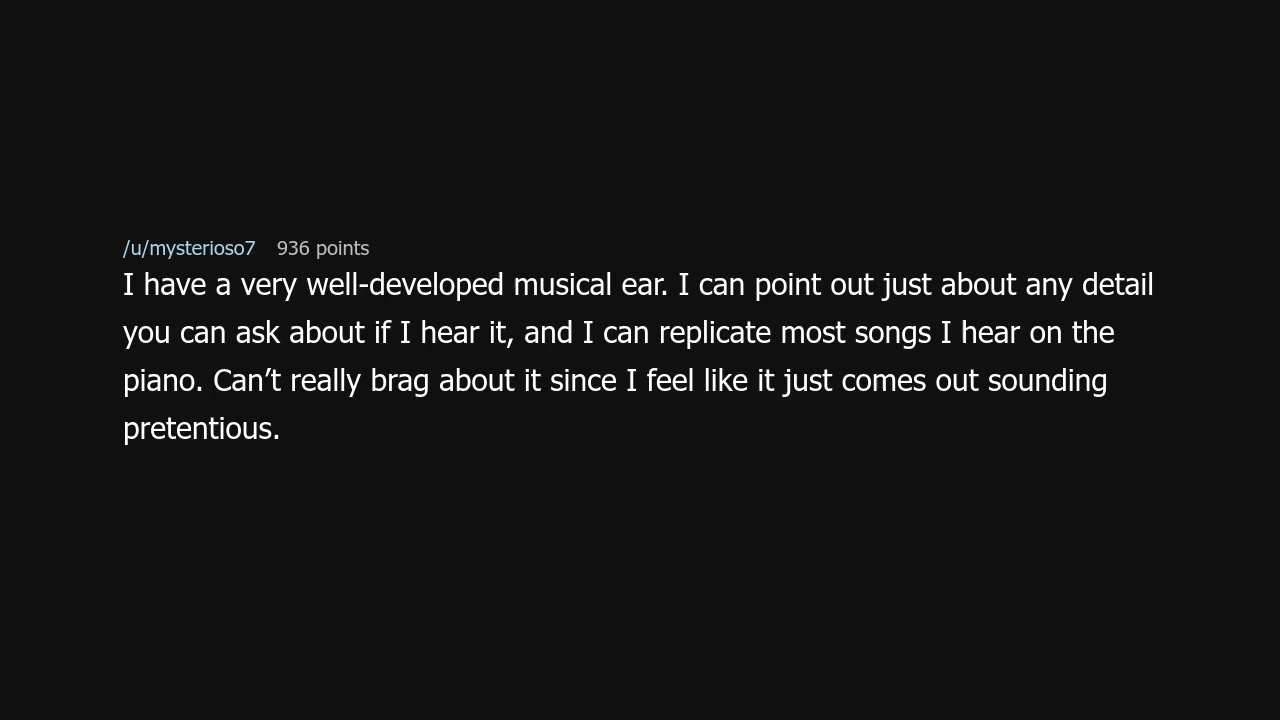 /u/mysterioso7 936 points
I have a very well-developed musical ear. I can point out just about any detail
you can ask about if I hear it, and I can replicate most songs I hear on the
piano. Can’t really brag about it since I feel like it just comes out sounding
pretentious.